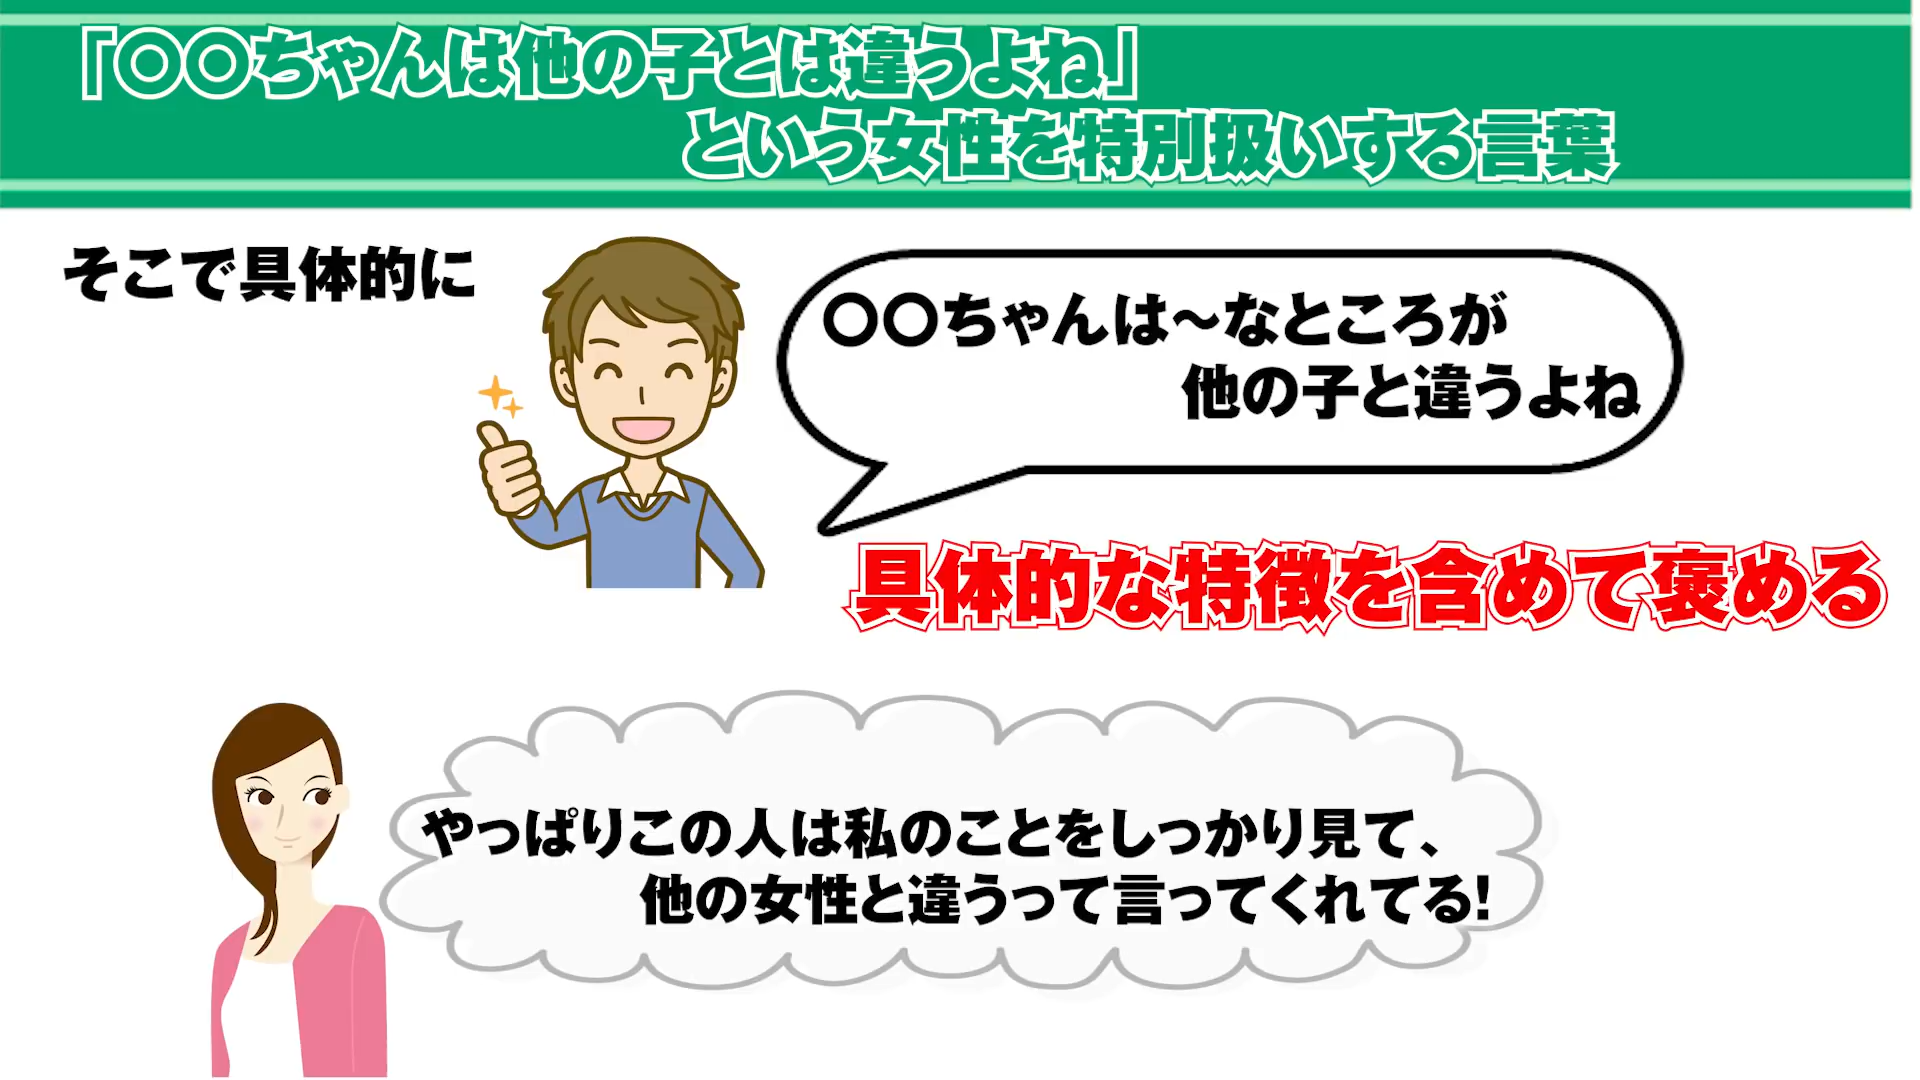 「〇〇ちゃんは他の子とは違うよね」
という女性を特別扱いする言葉
そこで具体的に
〇〇ちゃんは～なところが
他の子と違うよね
具体的な特徴を含めて褒める
やっぱりこの人は私のことをしっかり見て、
他の女性と違うって言ってくれてる!